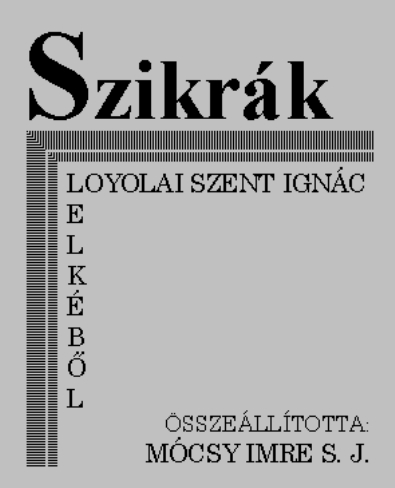 Szikrák
LOYOLAI SZENT IGNÁC
E
L
K
É
B
Ő
L
ÖSSZEÁLLÍTOTTA:
MÓCSY IMRE S. J.